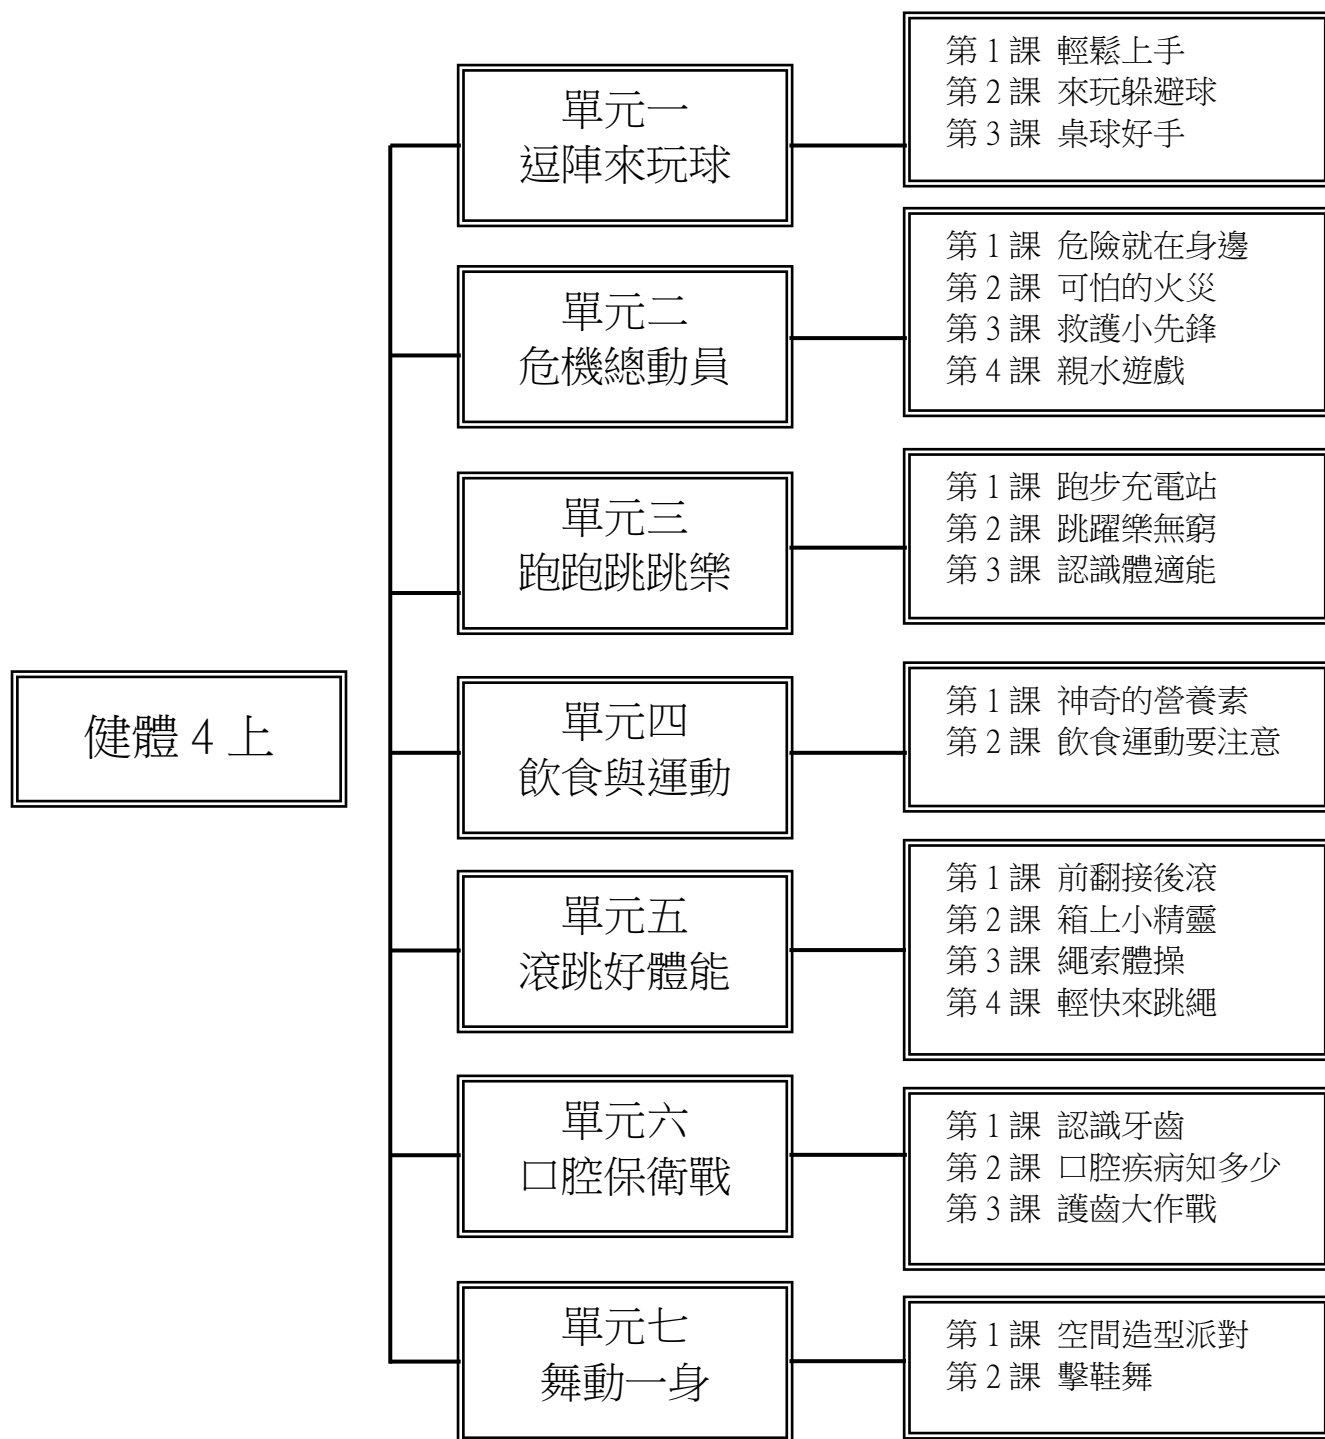 健體 4 上
單元一
逗陣來玩球
第 1 課 輕鬆上手
第 2 課 來玩躲避球
第 3 課 桌球好手
單元二
危機總動員
第 1 課 危險就在身邊
第 2 課 可怕的火災
第 3 課 救護小先鋒
第 4 課 親水遊戲
單元三
跑跑跳跳樂
第 1 課 跑步充電站
第 2 課 跳躍樂無窮
第 3 課 認識體適能
單元四
飲食與運動
第 1 課 神奇的營養素
第 2 課 飲食運動要注意
單元五
滾跳好體能
第 1 課 前翻接後滾
第 2 課 箱上小精靈
第 3 課 繩索體操
第 4 課 輕快來跳繩
單元六
口腔保衛戰
第 1 課 認識牙齒
第 2 課 口腔疾病知多少
第 3 課 護齒大作戰
單元七
舞動一身
第 1 課 空間造型派對
第 2 課 擊鞋舞